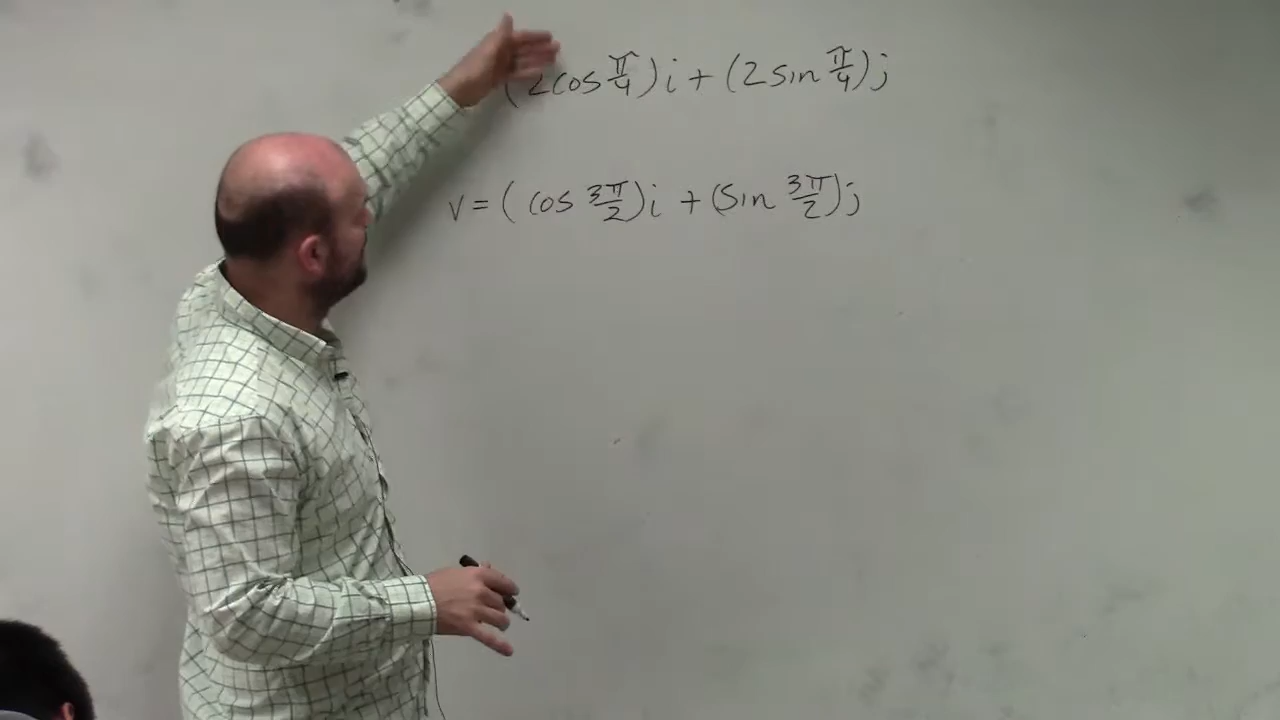 (2cos π/4)i + (2sin π/4)j
v = (cos 3π/2)i + (sin 3π/2)j